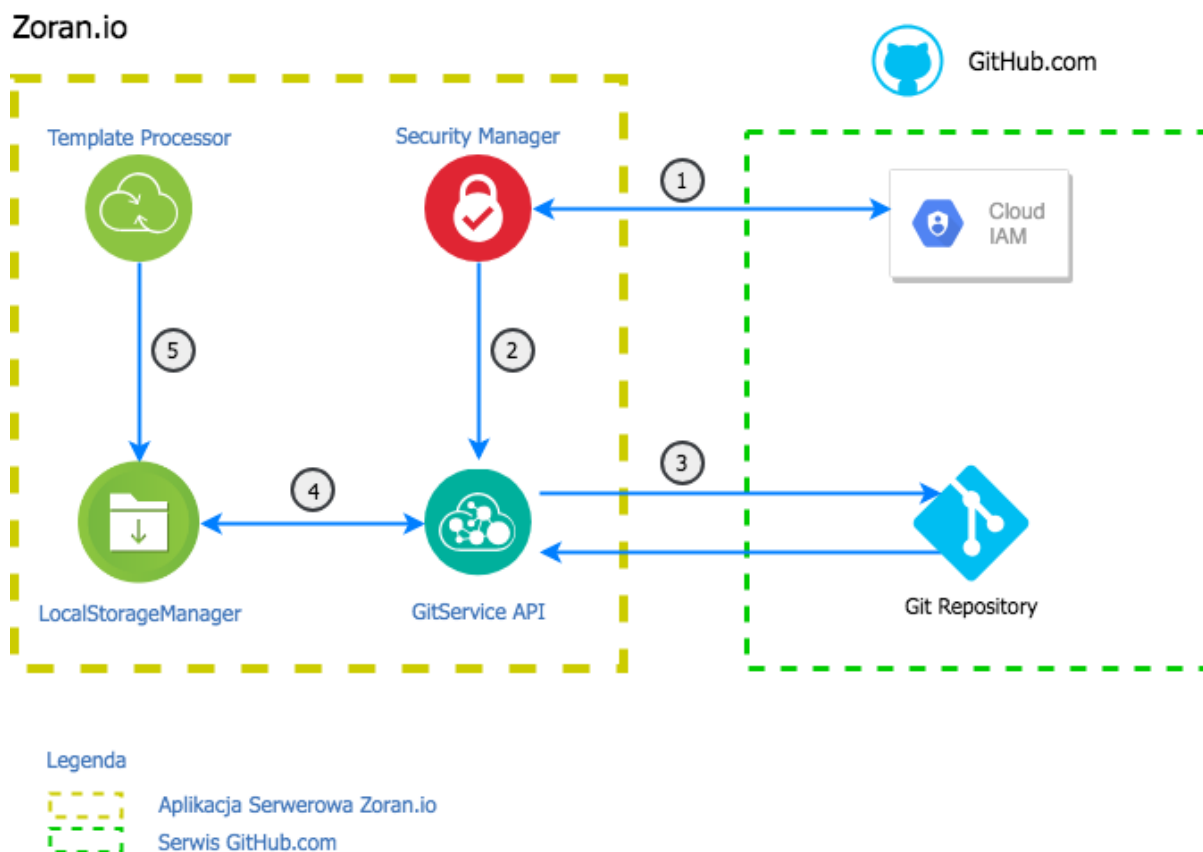 Zoran.io
GitHub.com
Template Processor
Security Manager
1
Cloud
IAM
5
2
3
4
LocalStorageManager
GitService API
Git Repository
Legenda
Aplikacja Serwerowa Zoran.io
Serwis GitHub.com